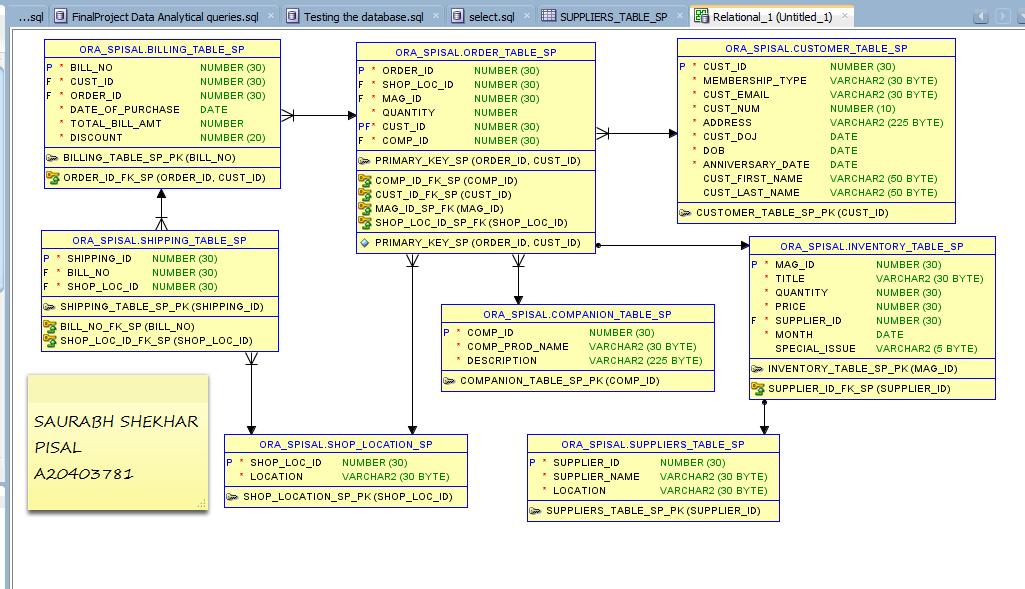 ...sql FinalProject Data Analytical queries.sql Testing the database.sql select.sql SUPPLIERS_TABLE_SP Relational_1 (Untitled_1)
ORA_SPISAL.BILLING_TABLE_SP
P * BILL_NO NUMBER (30)
F * CUST_ID NUMBER (30)
F * ORDER_ID NUMBER (30)
* DATE_OF_PURCHASE DATE
* TOTAL_BILL_AMT NUMBER
* DISCOUNT NUMBER (20)
BILLING_TABLE_SP_PK (BILL_NO)
ORDER_ID_FK_SP (ORDER_ID, CUST_ID)
ORA_SPISAL.ORDER_TABLE_SP
P * ORDER_ID NUMBER (30)
F * SHOP_LOC_ID NUMBER (30)
F * MAG_ID NUMBER (30)
* QUANTITY NUMBER
PF* CUST_ID NUMBER (30)
F * COMP_ID NUMBER (30)
PRIMARY_KEY_SP (ORDER_ID, CUST_ID)
COMP_ID_FK_SP (COMP_ID)
CUST_ID_FK_SP (CUST_ID)
MAG_ID_SP_FK (MAG_ID)
SHOP_LOC_ID_SP_FK (SHOP_LOC_ID)
PRIMARY_KEY_SP (ORDER_ID, CUST_ID)
ORA_SPISAL.CUSTOMER_TABLE_SP
P * CUST_ID NUMBER (30)
* MEMBERSHIP_TYPE VARCHAR2 (30 BYTE)
* CUST_EMAIL VARCHAR2 (30 BYTE)
* CUST_NUM NUMBER (10)
* ADDRESS VARCHAR2 (225 BYTE)
* CUST_DOJ DATE
* DOB DATE
* ANNIVERSARY_DATE DATE
CUST_FIRST_NAME VARCHAR2 (50 BYTE)
CUST_LAST_NAME VARCHAR2 (50 BYTE)
CUSTOMER_TABLE_SP_PK (CUST_ID)
ORA_SPISAL.SHIPPING_TABLE_SP
P * SHIPPING_ID NUMBER (30)
F * BILL_NO NUMBER (30)
F * SHOP_LOC_ID NUMBER (30)
SHIPPING_TABLE_SP_PK (SHIPPING_ID)
BILL_NO_FK_SP (BILL_NO)
SHOP_LOC_ID_FK_SP (SHOP_LOC_ID)
ORA_SPISAL.INVENTORY_TABLE_SP
P * MAG_ID NUMBER (30)
* TITLE VARCHAR2 (30 BYTE)
* QUANTITY NUMBER (30)
* PRICE NUMBER (30)
F * SUPPLIER_ID NUMBER (30)
* MONTH DATE
SPECIAL_ISSUE VARCHAR2 (5 BYTE)
INVENTORY_TABLE_SP_PK (MAG_ID)
SUPPLIER_ID_FK_SP (SUPPLIER_ID)
ORA_SPISAL.COMPANION_TABLE_SP
P * COMP_ID NUMBER (30)
* COMP_PROD_NAME VARCHAR2 (30 BYTE)
* DESCRIPTION VARCHAR2 (225 BYTE)
COMPANION_TABLE_SP_PK (COMP_ID)
SAURABH SHEKHAR
PISAL
A20403781
ORA_SPISAL.SHOP_LOCATION_SP
P * SHOP_LOC_ID NUMBER (30)
* LOCATION VARCHAR2 (30 BYTE)
SHOP_LOCATION_SP_PK (SHOP_LOC_ID)
ORA_SPISAL.SUPPLIERS_TABLE_SP
P * SUPPLIER_ID NUMBER (30)
* SUPPLIER_NAME VARCHAR2 (30 BYTE)
* LOCATION VARCHAR2 (30 BYTE)
SUPPLIERS_TABLE_SP_PK (SUPPLIER_ID)